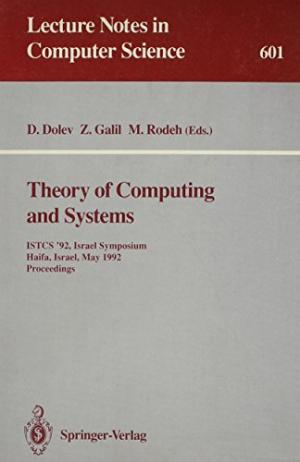 Lecture Notes in
Computer Science
601
D. Dolev Z. Galil M. Rodeh (Eds.)
Theory of Computing
and Systems
ISTCS '92, Israel Symposium
Haifa, Israel, May 1992
Proceedings
Springer-Verlag